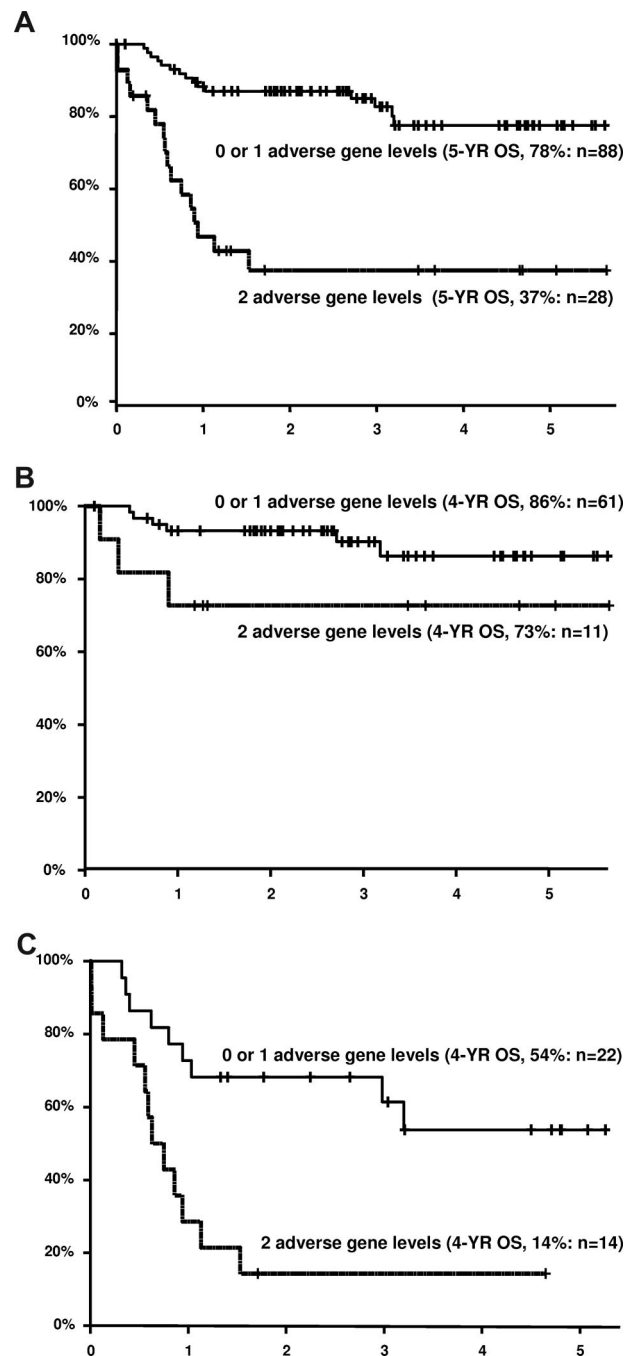 A
100%
80%
0 or 1 adverse gene levels (5-YR OS, 78%: n=88)
60%
40%
2 adverse gene levels (5-YR OS, 37%: n=28)
20%
0%
0 1 2 3 4 5
B
0 or 1 adverse gene levels (4-YR OS, 86%: n=61)
100%
80%
2 adverse gene levels (4-YR OS, 73%: n=11)
60%
40%
20%
0%
0 1 2 3 4 5
C
100%
80%
0 or 1 adverse gene levels (4-YR OS, 54%: n=22)
60%
40%
2 adverse gene levels (4-YR OS, 14%: n=14)
20%
0%
0 1 2 3 4 5